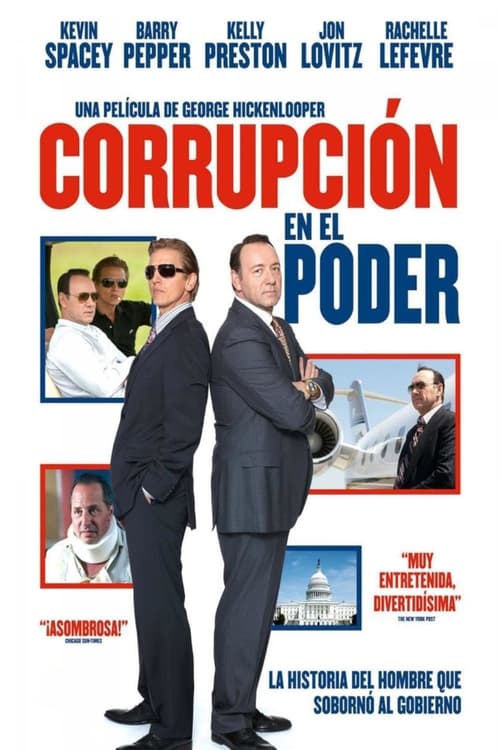 KEVIN SPACEY
BARRY PEPPER
KELLY PRESTON
JON LOVITZ
RACHELLE LEFEVRE
UNA PELÍCULA DE GEORGE HICKENLOOPER
CORRUPCIÓN
EN EL
PODER
"MUY
ENTRETENIDA,
DIVERTIDÍSIMA"
THE NEW YORK POST
"¡ASOMBROSA!"
CHICAGO SUN-TIMES
LA HISTORIA DEL HOMBRE QUE
SOBORNÓ AL GOBIERNO